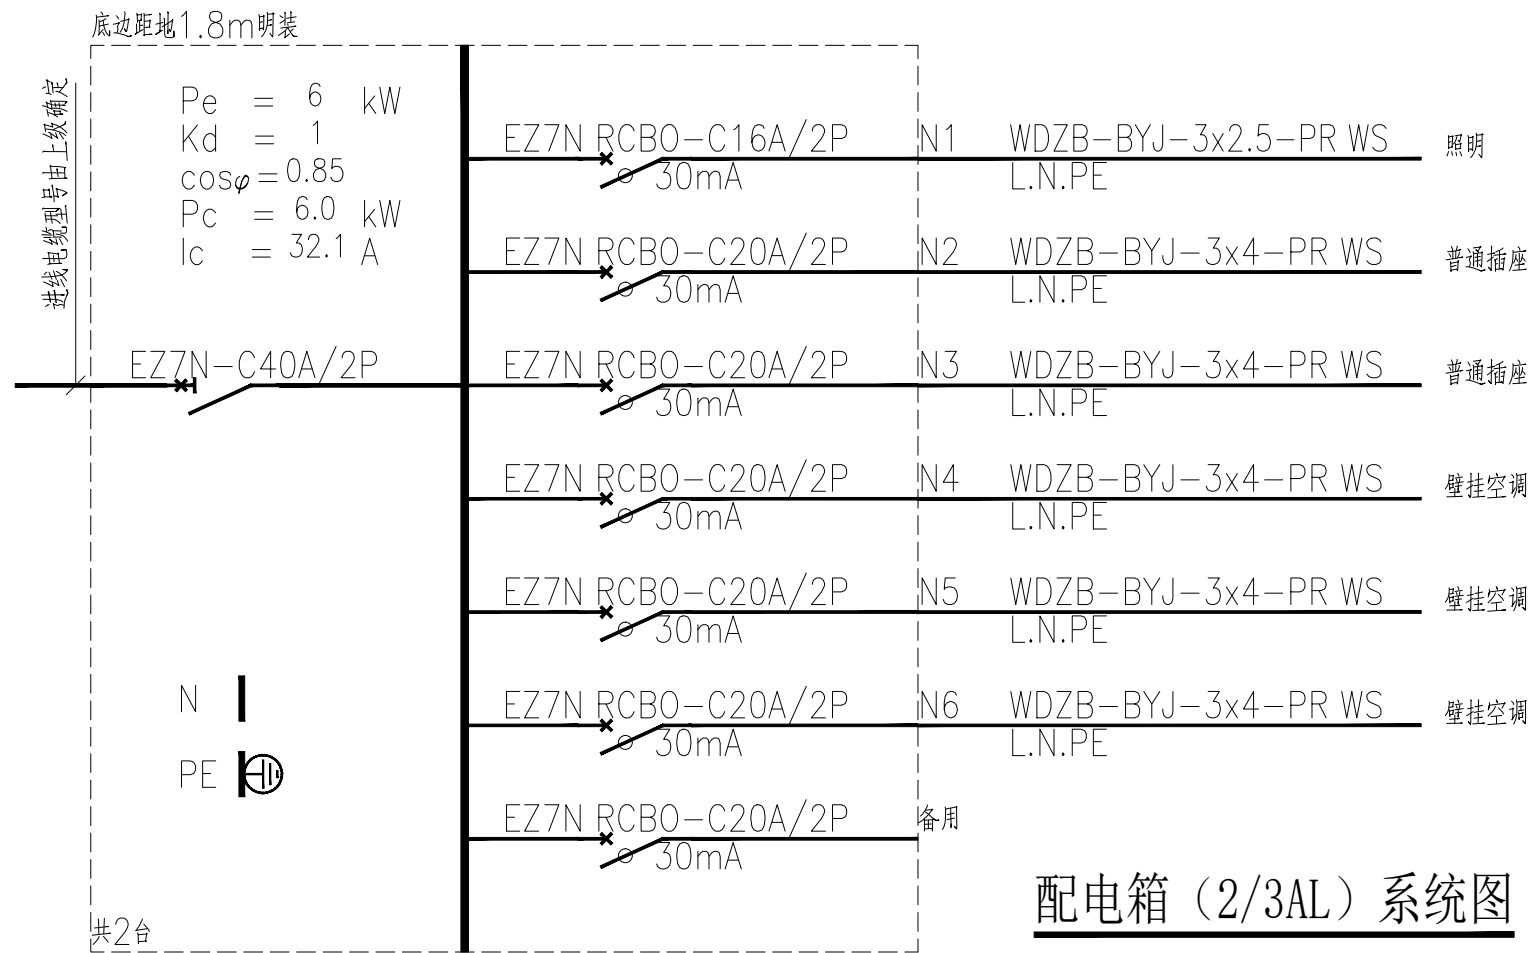 底边距地1.8m明装
进线电缆型号由上级确定
Pe = 6 kW
Kd = 1
cosφ = 0.85
Pc = 6.0 kW
Ic = 32.1 A
EZ7N-C40A/2P
N
PE
共2台
EZ7N RCBO-C16A/2P N1 WDZB-BYJ-3x2.5-PR WS 照明
30mA L.N.PE
EZ7N RCBO-C20A/2P N2 WDZB-BYJ-3x4-PR WS 普通插座
30mA L.N.PE
EZ7N RCBO-C20A/2P N3 WDZB-BYJ-3x4-PR WS 普通插座
30mA L.N.PE
EZ7N RCBO-C20A/2P N4 WDZB-BYJ-3x4-PR WS 壁挂空调
30mA L.N.PE
EZ7N RCBO-C20A/2P N5 WDZB-BYJ-3x4-PR WS 壁挂空调
30mA L.N.PE
EZ7N RCBO-C20A/2P N6 WDZB-BYJ-3x4-PR WS 壁挂空调
30mA L.N.PE
EZ7N RCBO-C20A/2P 备用
30mA
配电箱（2/3AL）系统图